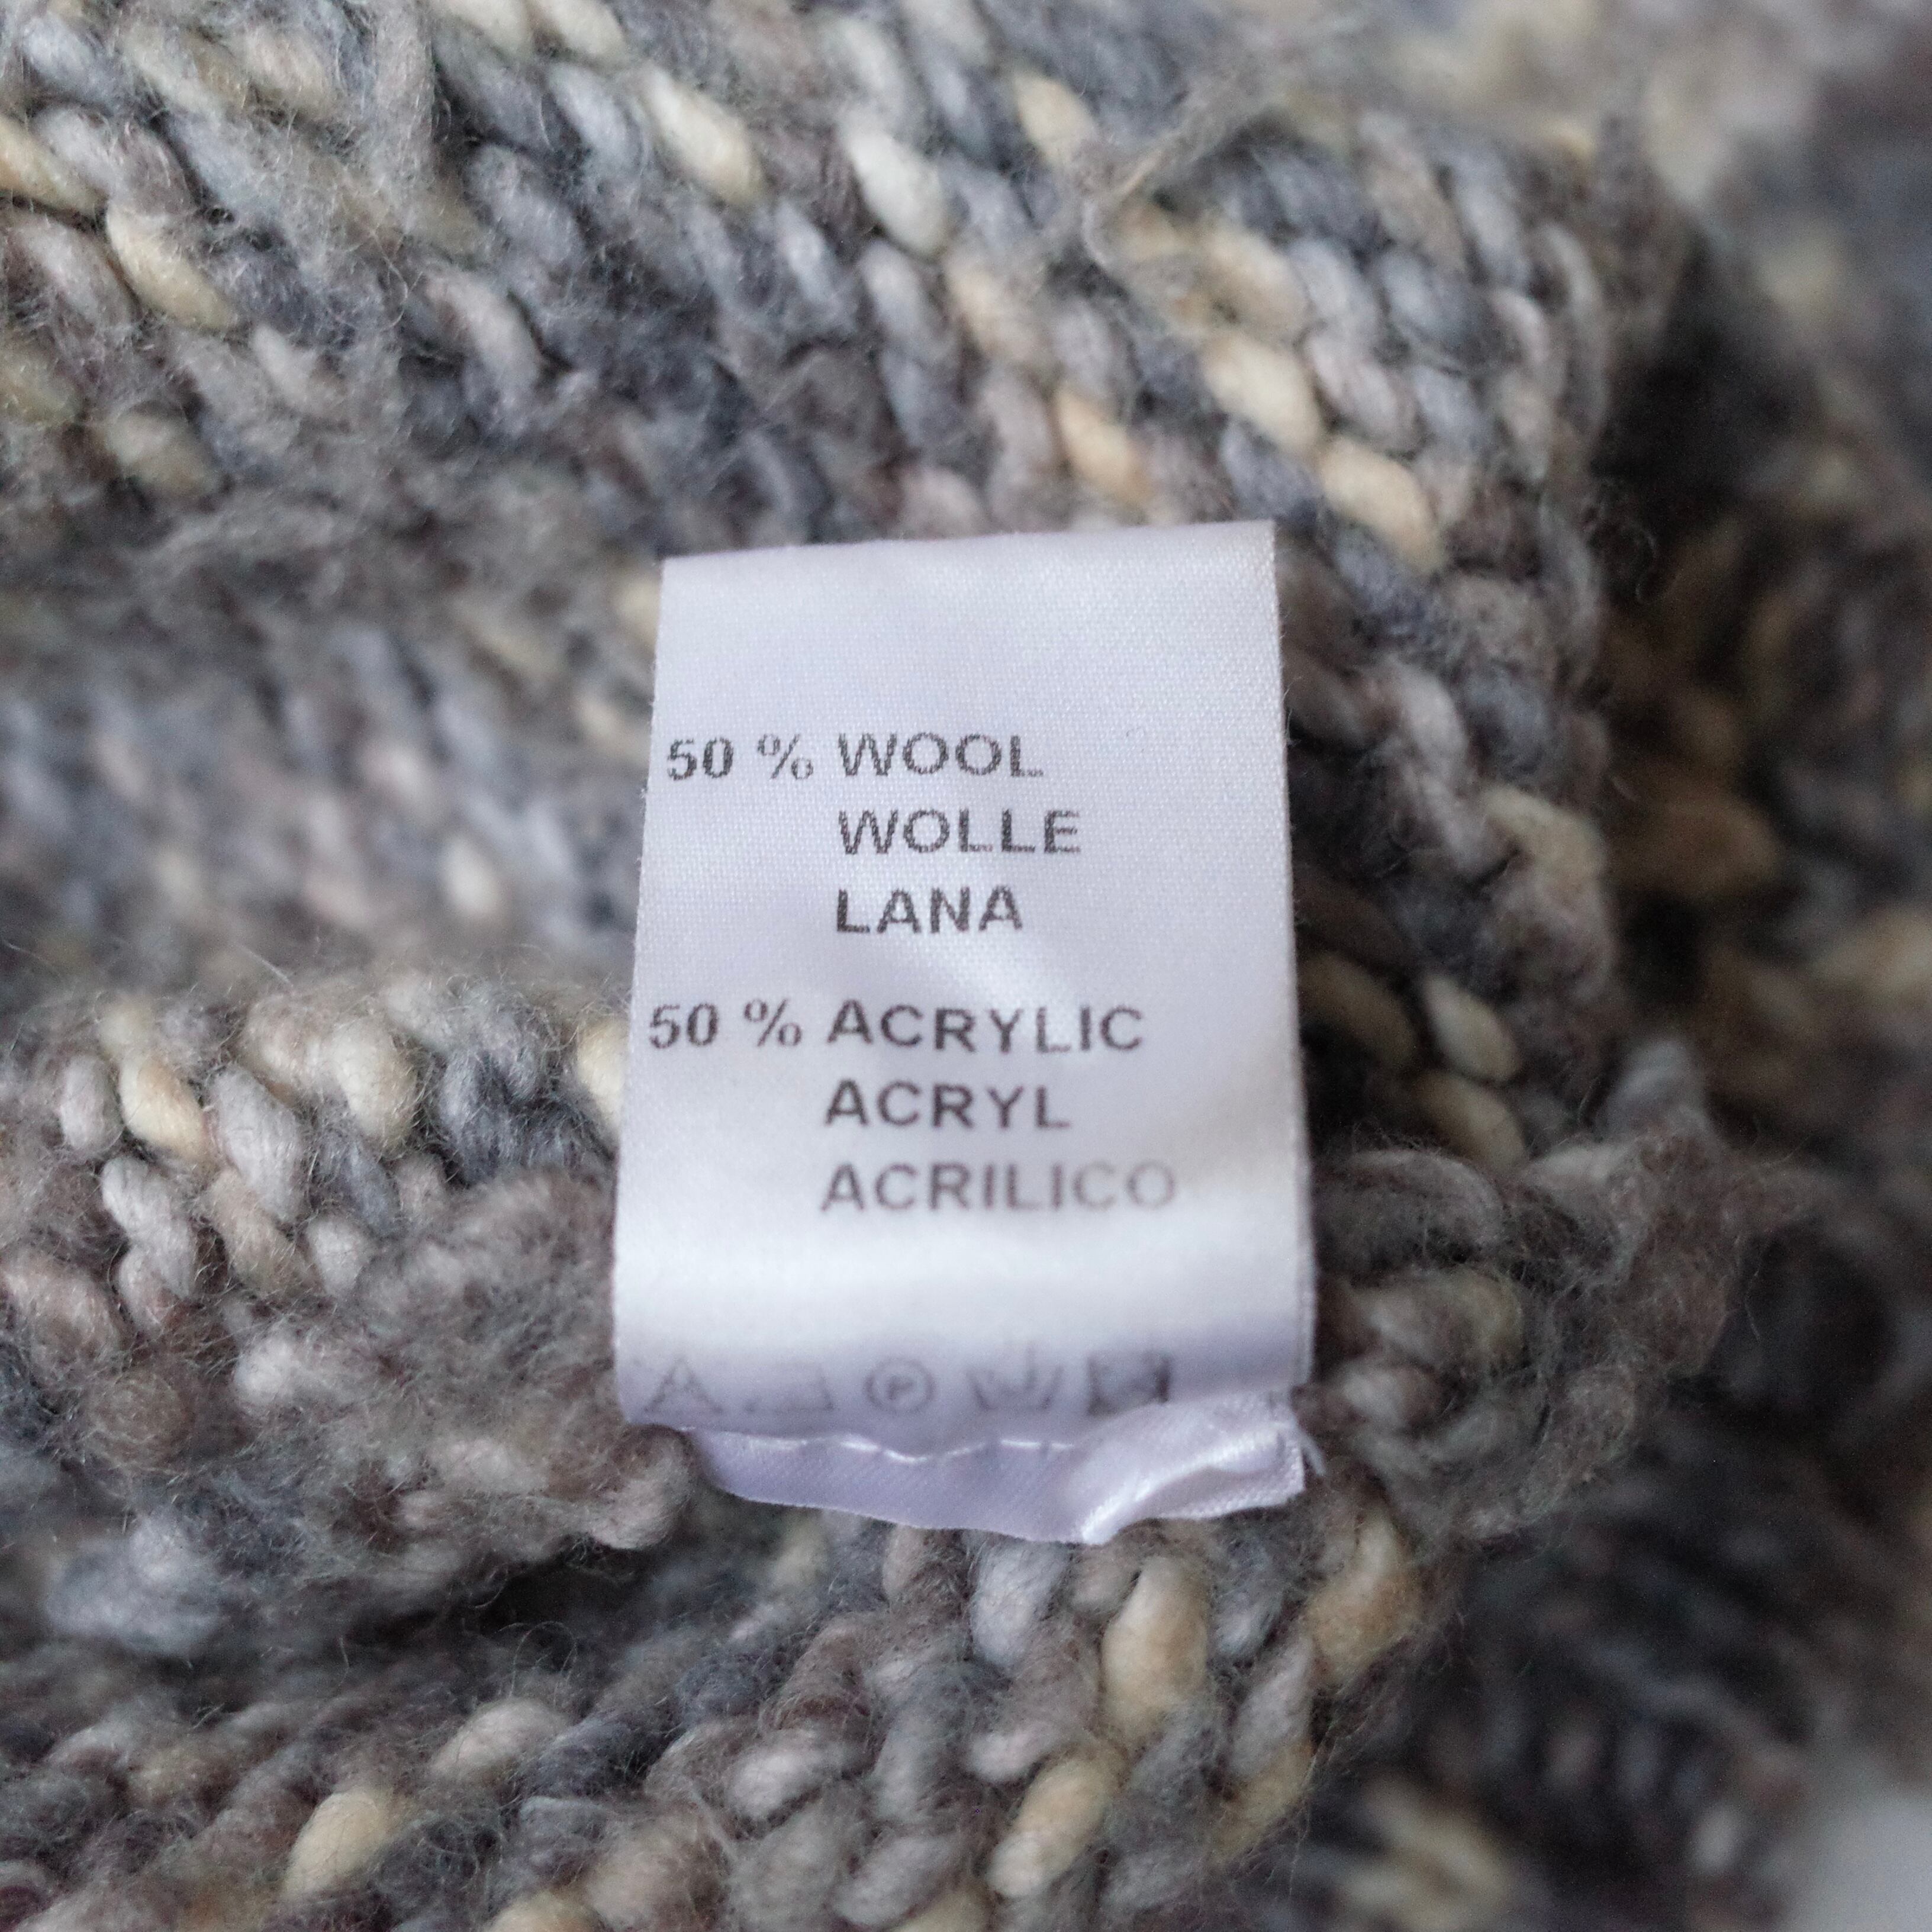 50 % WOOL
WOLLE
LANA
50 % ACRYLIC
ACRYL
ACRILICO
P